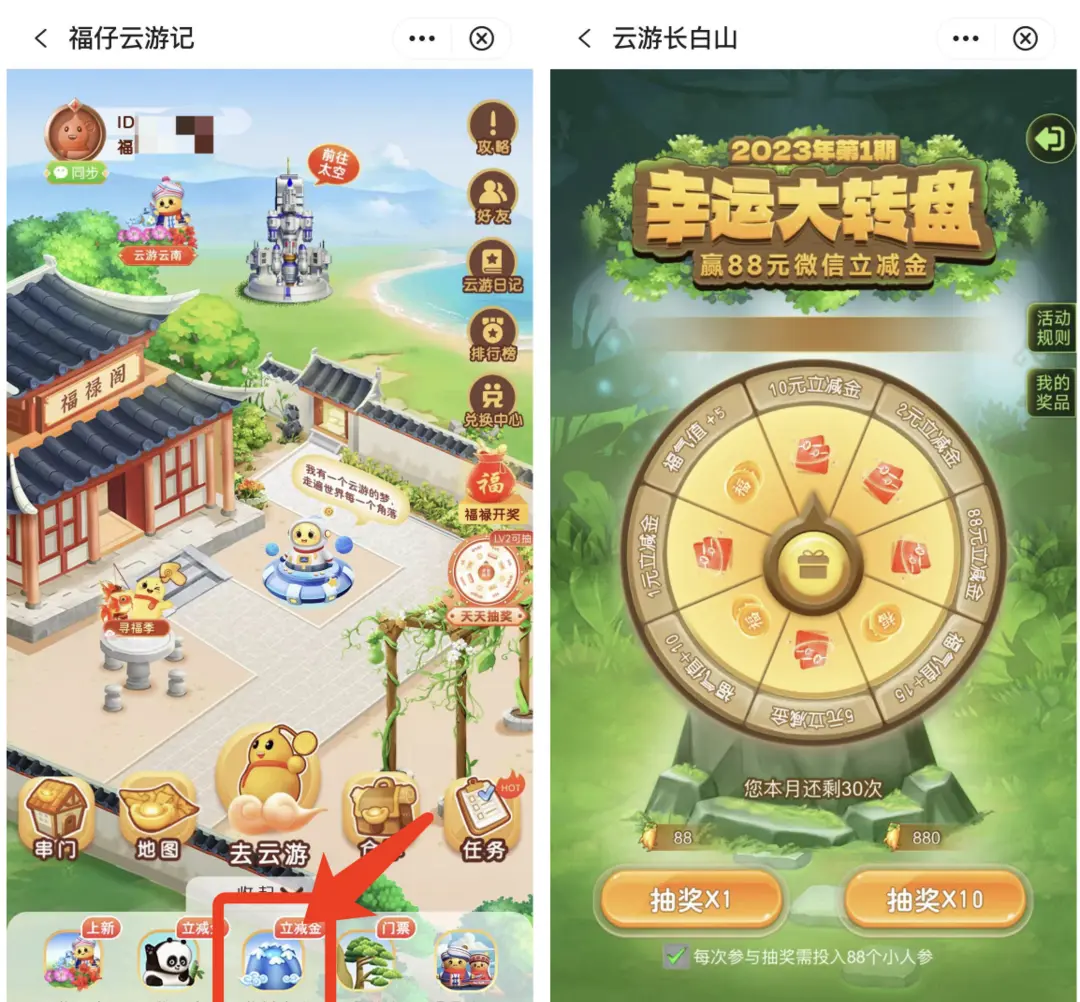 福仔云游记
ID
福
同步
云游云南
前往
太空
攻略
好友
云游日记
排行榜
兑换中心
福
福禄开奖
LV2可抽
天天抽奖
福禄阁
我有一个云游的梦，
走遍世界每一个角落
寻福季
串门
地图
去云游
HOT
任务
收起
上新
立减金
立减金
门票
云游长白山
2023年第1期
幸运大转盘
赢88元微信立减金
活动
规则
我的
奖品
10元立减金
2元立减金
88元立减金
福气值+15
5元立减金
福气值+10
1元立减金
福气值+5
福
福
福
您本月还剩30次
88
880
抽奖X1
抽奖X10
每次参与抽奖需投入88个小人参